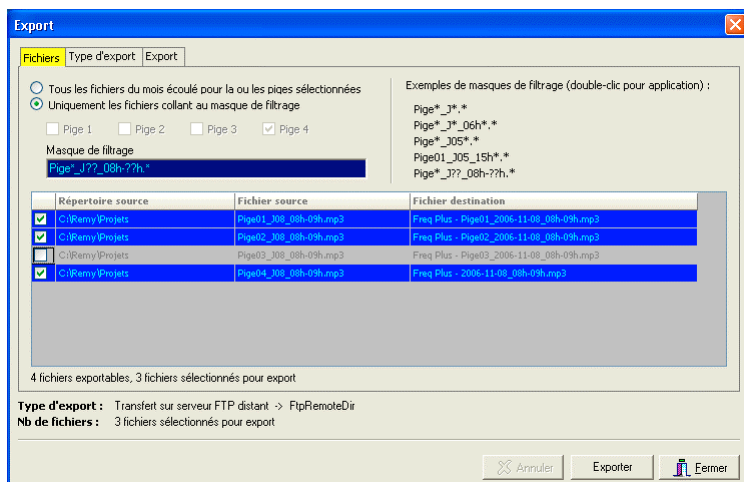 Export
Fichiers Type d'export Export
Tous les fichiers du mois écoulé pour la ou les piges sélectionnées
Uniquement les fichiers collant au masque de filtrage
Pige 1 Pige 2 Pige 3 Pige 4
Masque de filtrage
Pige*_J??_08h-??h.*
Exemples de masques de filtrage (double-clic pour application) :
Pige*_J*.*
Pige*_J*_06h*.*
Pige*_J05*.*
Pige01_J05_15h*.*
Pige*_J??_08h-??h.*
Répertoire source Fichier source Fichier destination
C:\Remy\Projets Pige01_J08_08h-09h.mp3 Freq Plus - Pige01_2006-11-08_08h-09h.mp3
C:\Remy\Projets Pige02_J08_08h-09h.mp3 Freq Plus - Pige02_2006-11-08_08h-09h.mp3
C:\Remy\Projets Pige03_J08_08h-09h.mp3 Freq Plus - Pige03_2006-11-08_08h-09h.mp3
C:\Remy\Projets Pige04_J08_08h-09h.mp3 Freq Plus - 2006-11-08_08h-09h.mp3
4 fichiers exportables, 3 fichiers sélectionnés pour export
Type d'export : Transfert sur serveur FTP distant -> FtpRemoteDir
Nb de fichiers : 3 fichiers sélectionnés pour export
Annuler Exporter Fermer